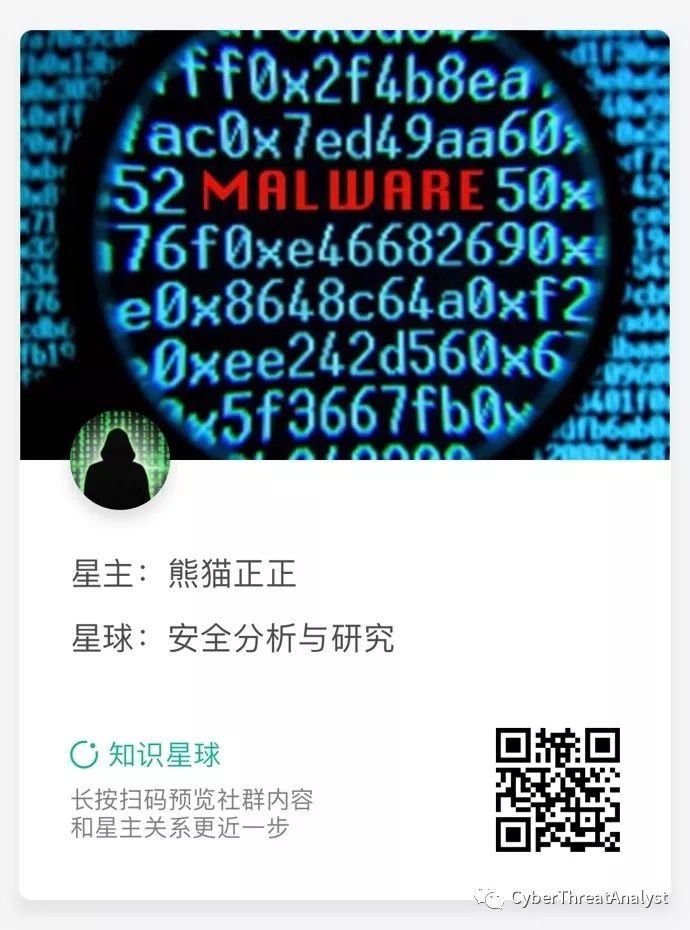 ff0x2f4b8ea
ac0x7ed49aa60x
52 MALWARE 50x
76f0xe46682690x
e0x8648c64a0xf2
0xee242d560x6
x5f3667fb0x
星主：熊猫正正
星球：安全分析与研究
知识星球
长按扫码预览社群内容
和星主关系更近一步
CyberThreatAnalyst